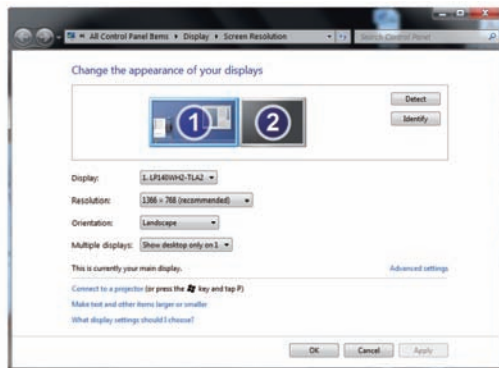 All Control Panel Items ▸ Display ▸ Screen Resolution
Search Control Panel
Change the appearance of your displays
1
2
Detect
Identify
Display: 1. LP140WH2-TLA2
Resolution: 1366 × 768 (recommended)
Orientation: Landscape
Multiple displays: Show desktop only on 1
This is currently your main display. Advanced settings
Connect to a projector (or press the key and tap P)
Make text and other items larger or smaller
What display settings should I choose?
OK Cancel Apply